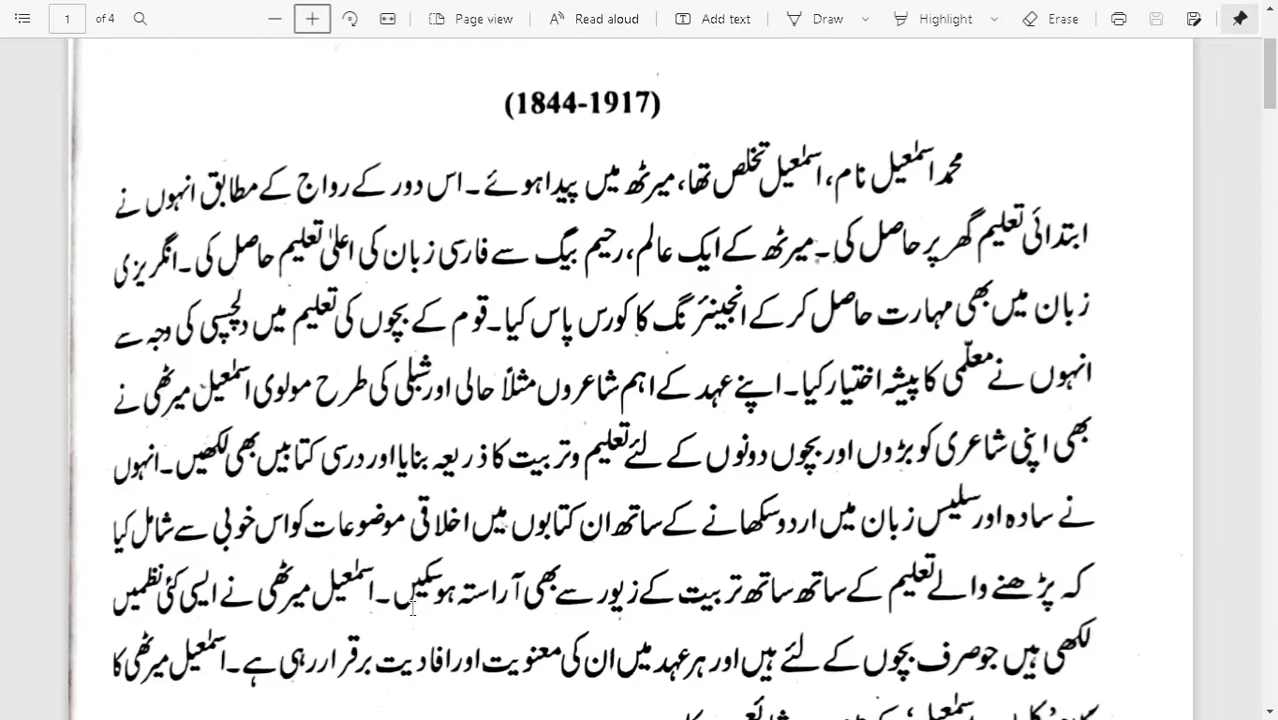 1 of 4 Page view Read aloud Add text Draw Highlight Erase
(1844-1917)
محمد اسمٰعیل نام، اسمٰعیل تخلص تھا، میرٹھ میں پیدا ہوئے۔ اس دور کے رواج کے مطابق انہوں نے
ابتدائی تعلیم گھر پر حاصل کی۔ میرٹھ کے ایک عالم، رحیم بیگ سے فارسی زبان کی اعلیٰ تعلیم حاصل کی۔ انگریزی
زبان میں بھی مہارت حاصل کر کے انجینئرنگ کا کورس پاس کیا۔ قوم کے بچوں کی تعلیم میں دلچسپی کی وجہ سے
انہوں نے معلّمی کا پیشہ اختیار کیا۔ اپنے عہد کے اہم شاعروں مثلاً حالی اور شبلی کی طرح مولوی اسمٰعیل میرٹھی نے
بھی اپنی شاعری کو بڑوں اور بچوں دونوں کے لئے تعلیم و تربیت کا ذریعہ بنایا اور درسی کتابیں بھی لکھیں۔ انہوں
نے سادہ اور سلیس زبان میں اردو سکھانے کے ساتھ ان کتابوں میں اخلاقی موضوعات کو اس خوبی سے شامل کیا
کہ پڑھنے والے تعلیم کے ساتھ ساتھ تربیت کے زیور سے بھی آراستہ ہو سکیں۔ اسمٰعیل میرٹھی نے ایسی کئی نظمیں
لکھی ہیں جو صرف بچوں کے لئے ہیں اور ہر عہد میں ان کی معنویت اور افادیت برقرار رہی ہے۔ اسمٰعیل میرٹھی کا